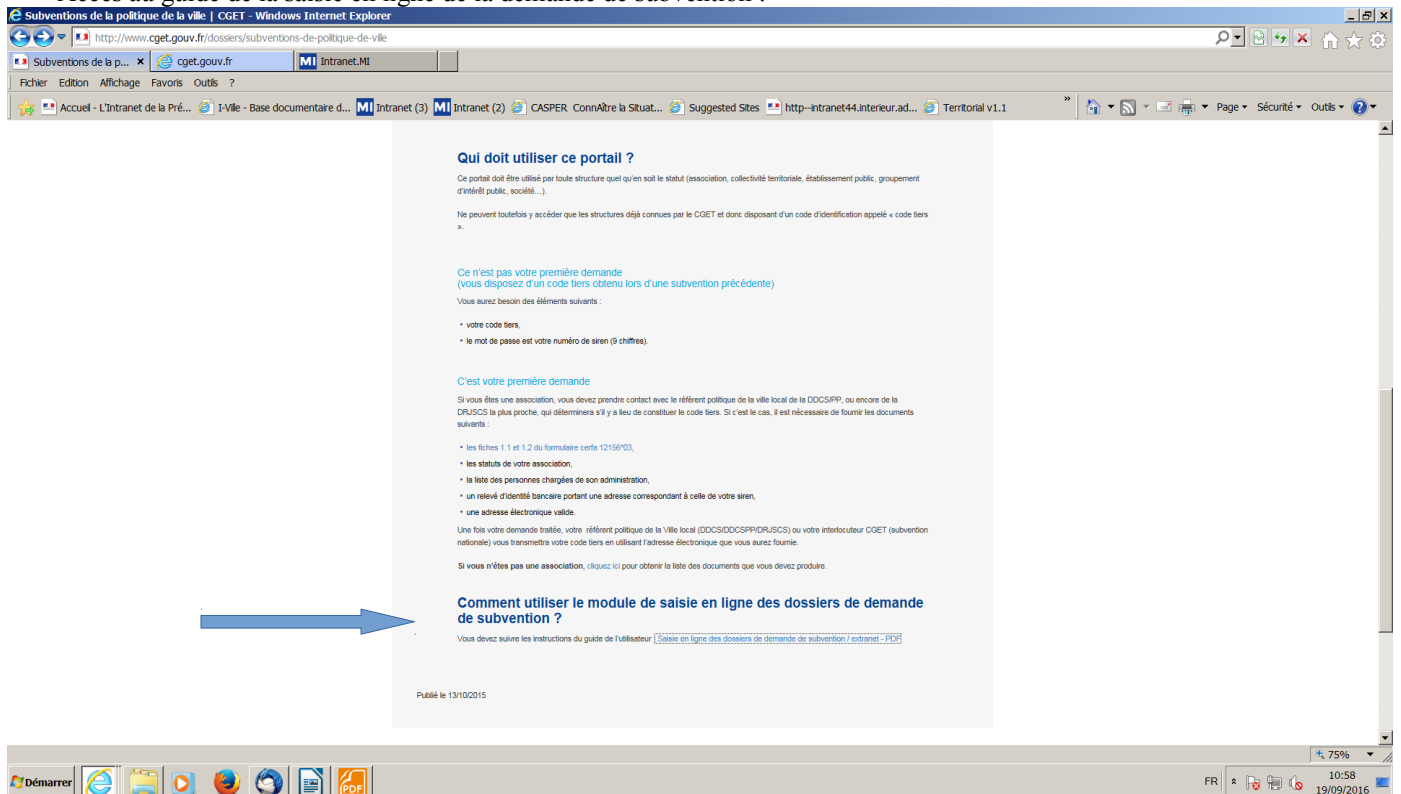 Accès au guide de la saisie en ligne de la demande de subvention :
Subventions de la politique de la ville | CGET - Windows Internet Explorer
http://www.cget.gouv.fr/dossiers/subventions-de-politique-de-ville
Subventions de la p... cget.gouv.fr MI Intranet.MI
Fichier Edition Affichage Favoris Outils ?
Accueil - L'Intranet de la Pré... I-Ville - Base documentaire d... MI Intranet (3) MI Intranet (2) CASPER ConnAître la Situat... Suggested Sites http--intranet44.interieur.ad... Territorial v1.1 » Page Sécurité Outils
Qui doit utiliser ce portail ?
Ce portail doit être utilisé par toute structure quel qu'en soit le statut (association, collectivité territoriale, établissement public, groupement
d'intérêt public, société…).
Ne peuvent toutefois y accéder que les structures déjà connues par le CGET et donc disposant d'un code d'identification appelé « code tiers
».
Ce n'est pas votre première demande
(vous disposez d'un code tiers obtenu lors d'une subvention précédente)
Vous aurez besoin des éléments suivants :
• votre code tiers,
• le mot de passe est votre numéro de siren (9 chiffres).
C'est votre première demande
Si vous êtes une association, vous devez prendre contact avec le référent politique de la ville local de la DDCS/PP, ou encore de la
DRJSCS la plus proche, qui déterminera s'il y a lieu de constituer le code tiers. Si c'est le cas, il est nécessaire de fournir les documents
suivants :
• les fiches 1.1 et 1.2 du formulaire cerfa 12156*03,
• les statuts de votre association,
• la liste des personnes chargées de son administration,
• un relevé d'identité bancaire portant une adresse correspondant à celle de votre siren,
• une adresse électronique valide.
Une fois votre demande traitée, votre référent politique de la Ville local (DDCS/DDCSPP/DRJSCS) ou votre interlocuteur CGET (subvention
nationale) vous transmettra votre code tiers en utilisant l'adresse électronique que vous aurez fournie.
Si vous n'êtes pas une association, cliquez ici pour obtenir la liste des documents que vous devez produire.
Comment utiliser le module de saisie en ligne des dossiers de demande
de subvention ?
Vous devez suivre les instructions du guide de l'utilisateur : Saisie en ligne des dossiers de demande de subvention / extranet - PDF
Publié le 13/10/2015
75%
Démarrer PDF FR 10:58
19/09/2016